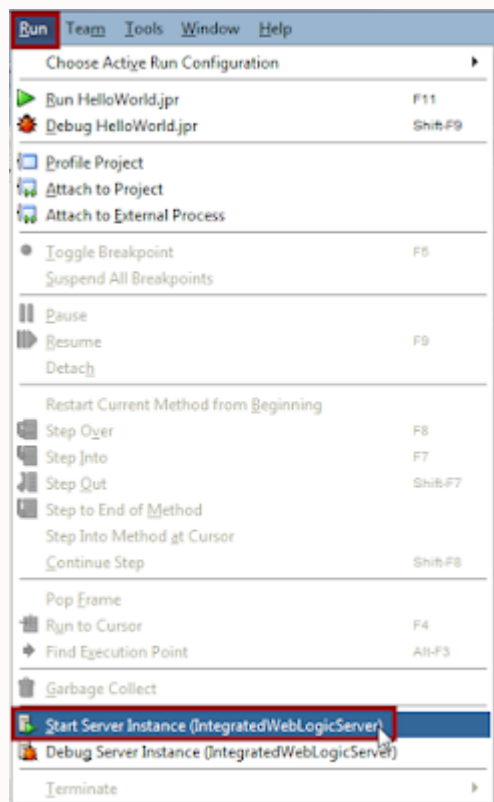 Run Team Tools Window Help
Choose Active Run Configuration
Run HelloWorld.jpr F11
Debug HelloWorld.jpr Shift-F9
Profile Project
Attach to Project
Attach to External Process
Toggle Breakpoint F5
Suspend All Breakpoints
Pause
Resume F9
Detach
Restart Current Method from Beginning
Step Over F8
Step Into F7
Step Out Shift-F7
Step to End of Method
Step Into Method at Cursor
Continue Step Shift-F8
Pop Frame
Run to Cursor F4
Find Execution Point Alt-F3
Garbage Collect
Start Server Instance (IntegratedWebLogicServer)
Debug Server Instance (IntegratedWebLogicServer)
Terminate